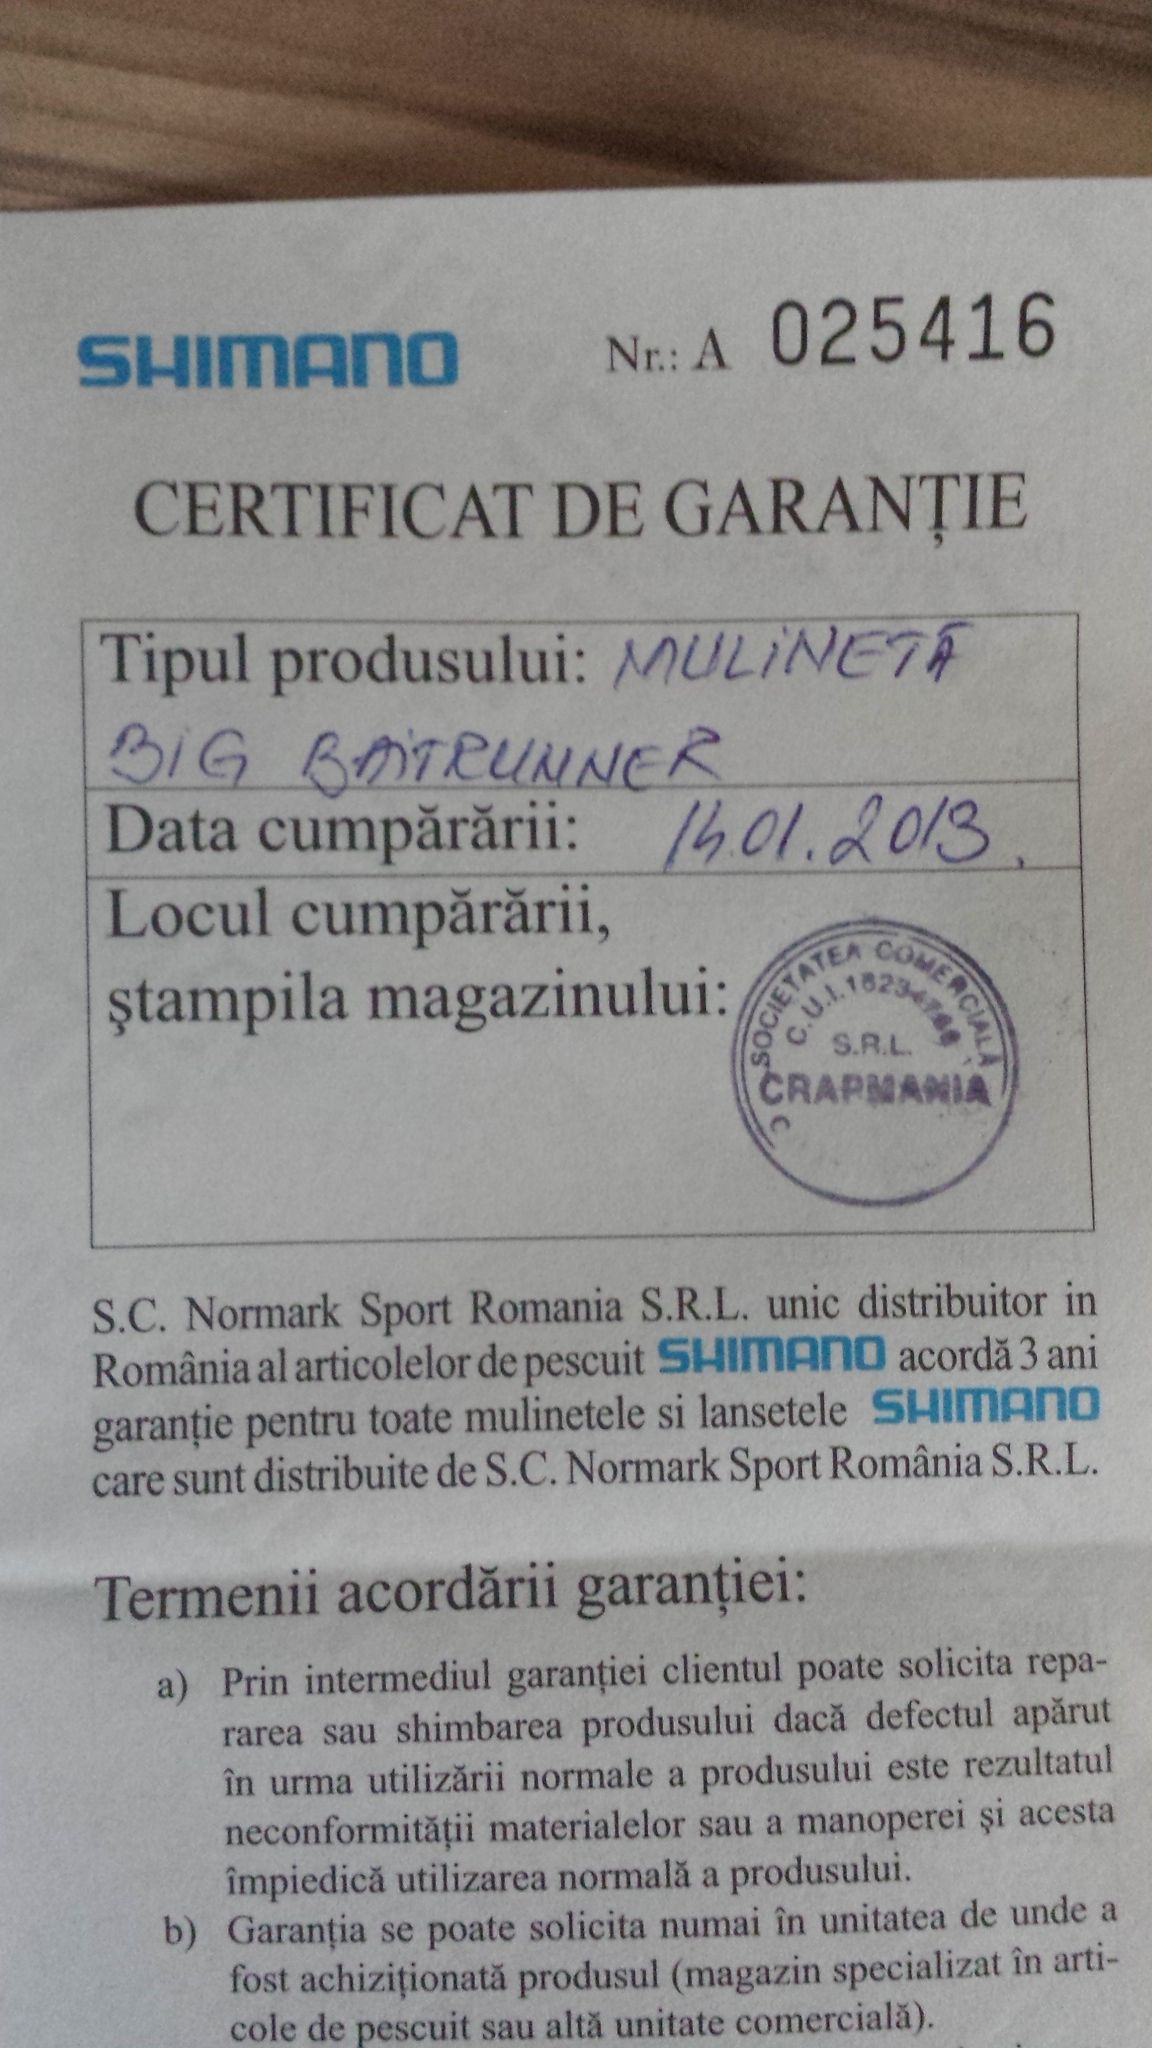 SHIMANO Nr.: A 025416
CERTIFICAT DE GARANȚIE
Tipul produsului: MULINETĂ
BIG BAITRUNNER
Data cumpărării: 14.01.2013.
Locul cumpărării,
ştampila magazinului:
SOCIETATEA COMERCIALĂ
C.U.I.
S.R.L.
CRAPMANIA
S.C. Normark Sport Romania S.R.L. unic distribuitor in
România al articolelor de pescuit SHIMANO acordă 3 ani
garanție pentru toate mulinetele si lansetele SHIMANO
care sunt distribuite de S.C. Normark Sport România S.R.L.
Termenii acordării garanției:
a) Prin intermediul garanției clientul poate solicita repa-
rarea sau shimbarea produsului dacă defectul apărut
în urma utilizării normale a produsului este rezultatul
neconformității materialelor sau a manoperei şi acesta
împiedică utilizarea normală a produsului.
b) Garanția se poate solicita numai în unitatea de unde a
fost achiziționată produsul (magazin specializat în arti-
cole de pescuit sau altă unitate comercială).